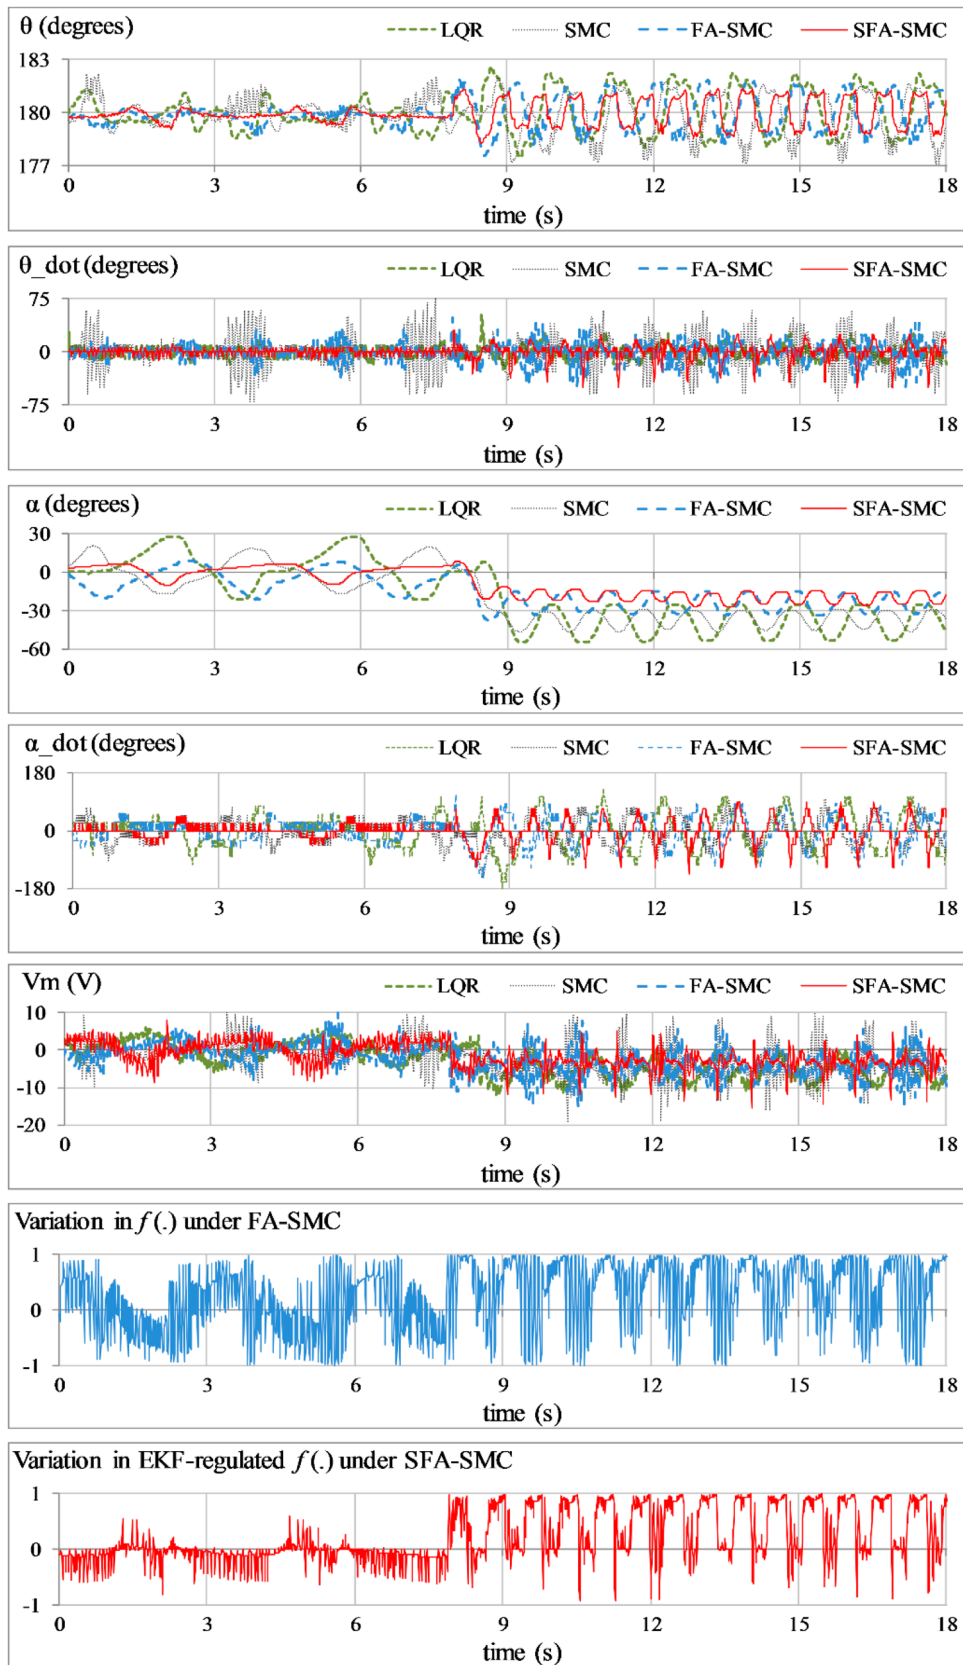 θ (degrees)
LQR SMC FA-SMC SFA-SMC
183
180
177
0 3 6 9 12 15 18
time (s)
θ_dot (degrees)
LQR SMC FA-SMC SFA-SMC
75
0
-75
0 3 6 9 12 15 18
time (s)
α (degrees)
LQR SMC FA-SMC SFA-SMC
30
0
-30
-60
0 3 6 9 12 15 18
time (s)
α_dot (degrees)
LQR SMC FA-SMC SFA-SMC
180
0
-180
0 3 6 9 12 15 18
time (s)
Vm (V)
LQR SMC FA-SMC SFA-SMC
10
0
-10
-20
0 3 6 9 12 15 18
time (s)
Variation in f (.) under FA-SMC
1
0
-1
0 3 6 9 12 15 18
time (s)
Variation in EKF-regulated f (.) under SFA-SMC
1
0
-1
0 3 6 9 12 15 18
time (s)